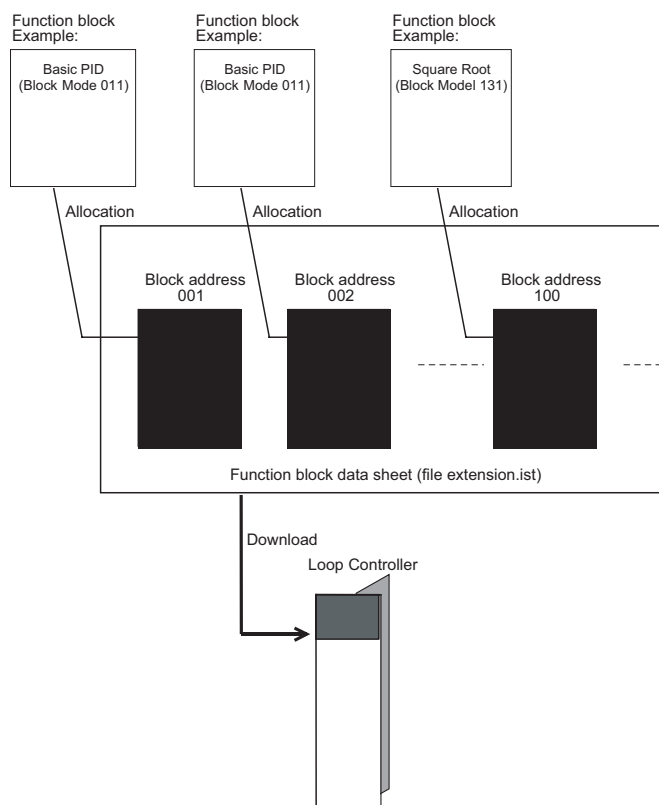 Function block
Example:
Basic PID
(Block Mode 011)
Function block
Example:
Basic PID
(Block Mode 011)
Function block
Example:
Square Root
(Block Model 131)
Allocation
Allocation
Allocation
Block address
001
Block address
002
Block address
100
Function block data sheet (file extension.ist)
Download
Loop Controller